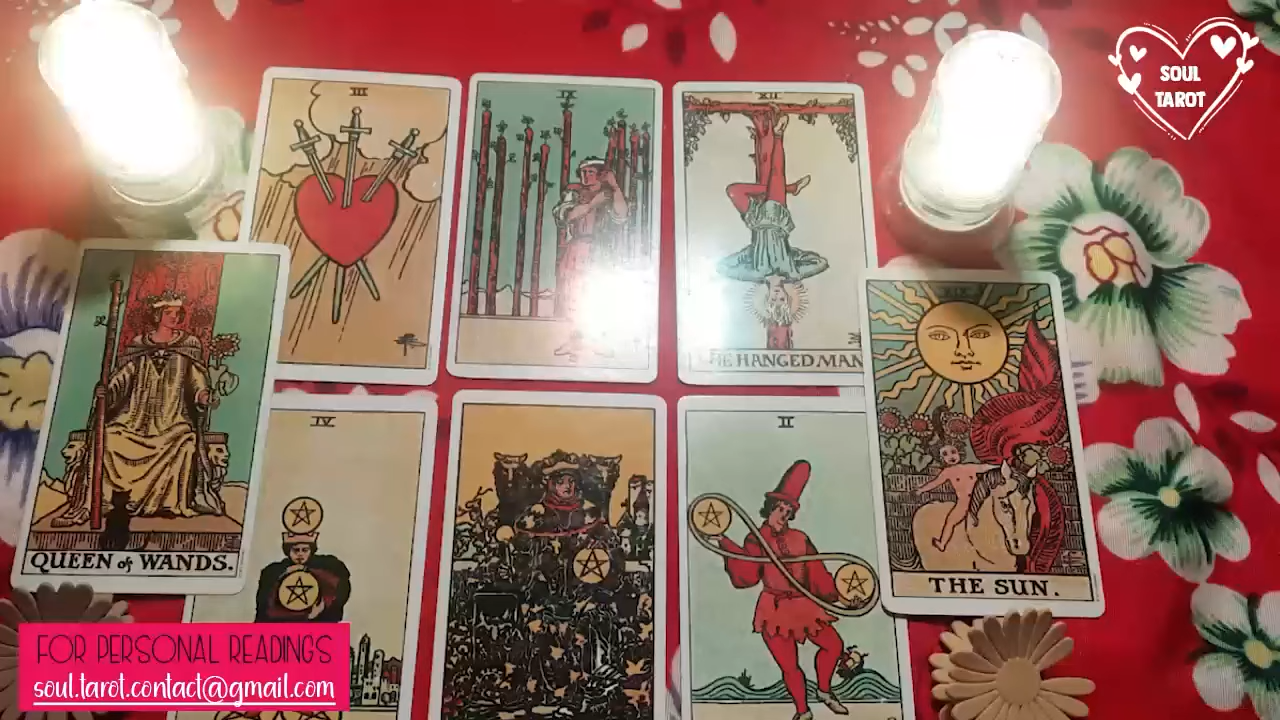 III
IX
XII
SOUL
TAROT
HE HANGED MAN
XIX
QUEEN of WANDS.
IV
II
THE SUN.
FOR PERSONAL READINGS
soul.tarot.contact@gmail.com